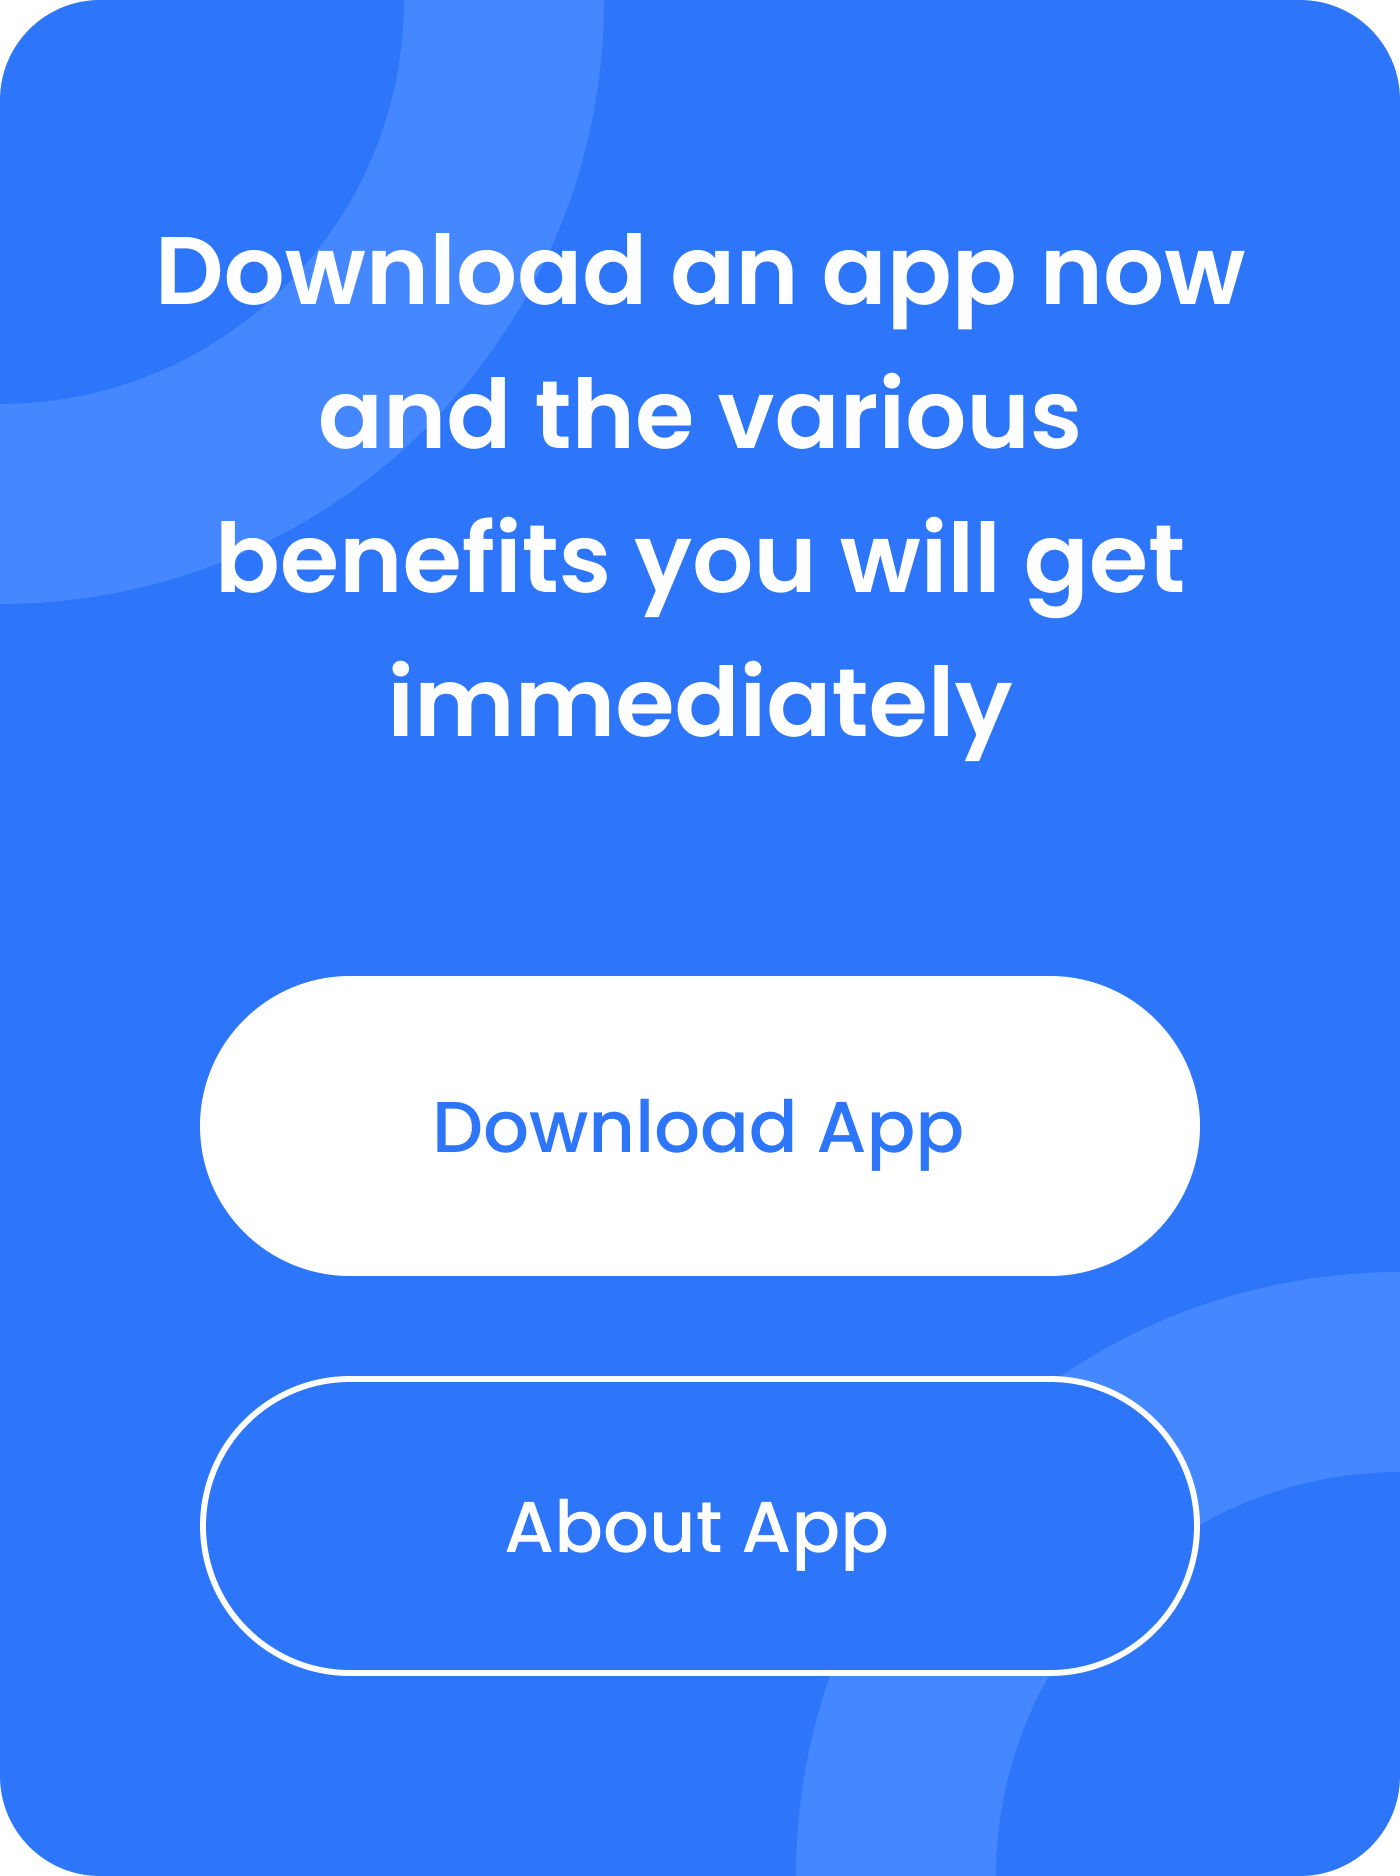 Download an app now
and the various
benefits you will get
immediately
Download App
About App